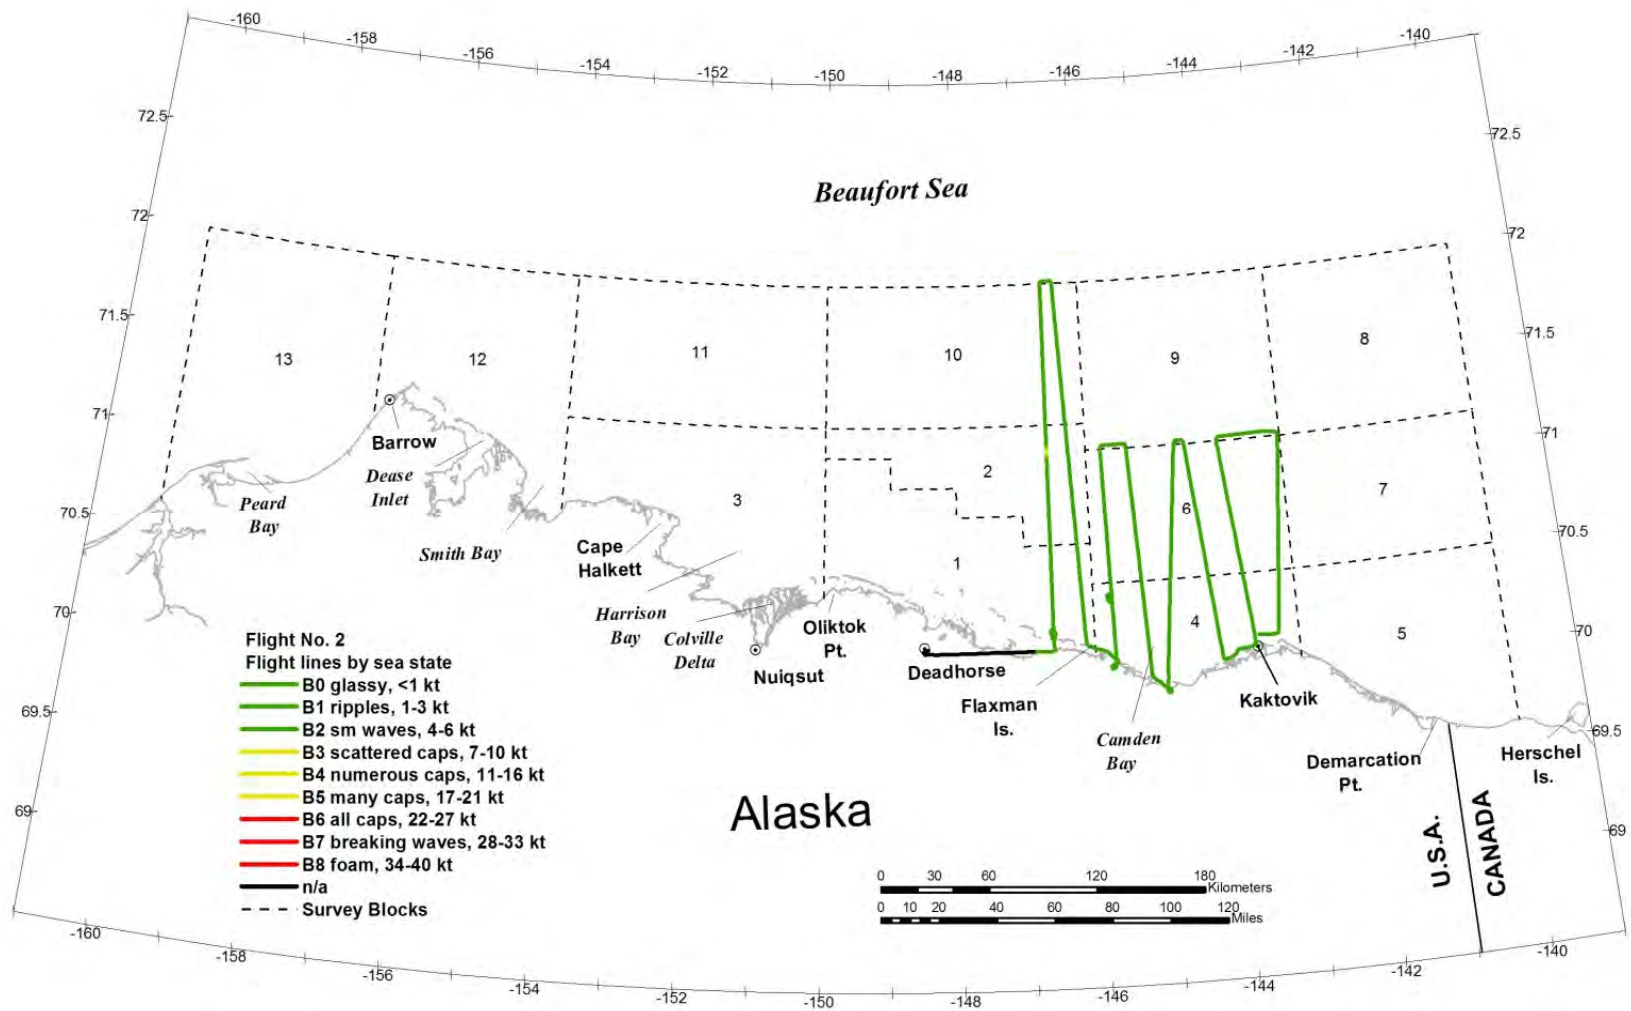 -160
-158
-156
-154
-152
-150
-148
-146
-144
-142
-140
72.5
72.5
Beaufort Sea
72
72
71.5
71.5
13
12
11
10
9
8
71
71
Barrow
Dease
Inlet
Peard
Bay
2
3
6
7
70.5
70.5
Smith Bay
Cape
Halkett
1
Harrison
Bay
Colville
Delta
Oliktok
Pt.
4
5
70
70
Nuiqsut
Deadhorse
Flaxman
Is.
Camden
Bay
Kaktovik
Demarcation
Pt.
Herschel
Is.
69.5
69.5
Flight No. 2
Flight lines by sea state
B0 glassy, <1 kt
B1 ripples, 1-3 kt
B2 sm waves, 4-6 kt
B3 scattered caps, 7-10 kt
B4 numerous caps, 11-16 kt
B5 many caps, 17-21 kt
B6 all caps, 22-27 kt
B7 breaking waves, 28-33 kt
B8 foam, 34-40 kt
n/a
Survey Blocks
Alaska
U.S.A.
CANADA
69
69
0 30 60 120 180
Kilometers
0 10 20 40 60 80 100 120
Miles
-160
-158
-156
-154
-152
-150
-148
-146
-144
-142
-140